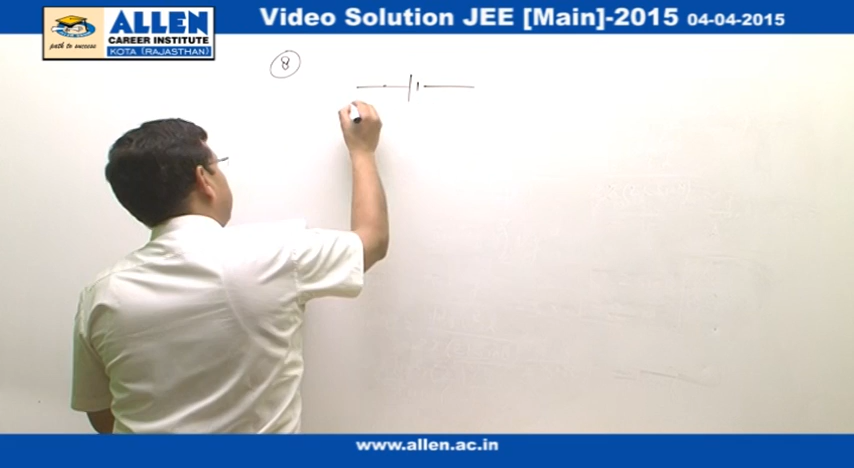 ALLEN
CAREER INSTITUTE
KOTA (RAJASTHAN)
path to success
Video Solution JEE [Main]-2015 04-04-2015
8
www.allen.ac.in